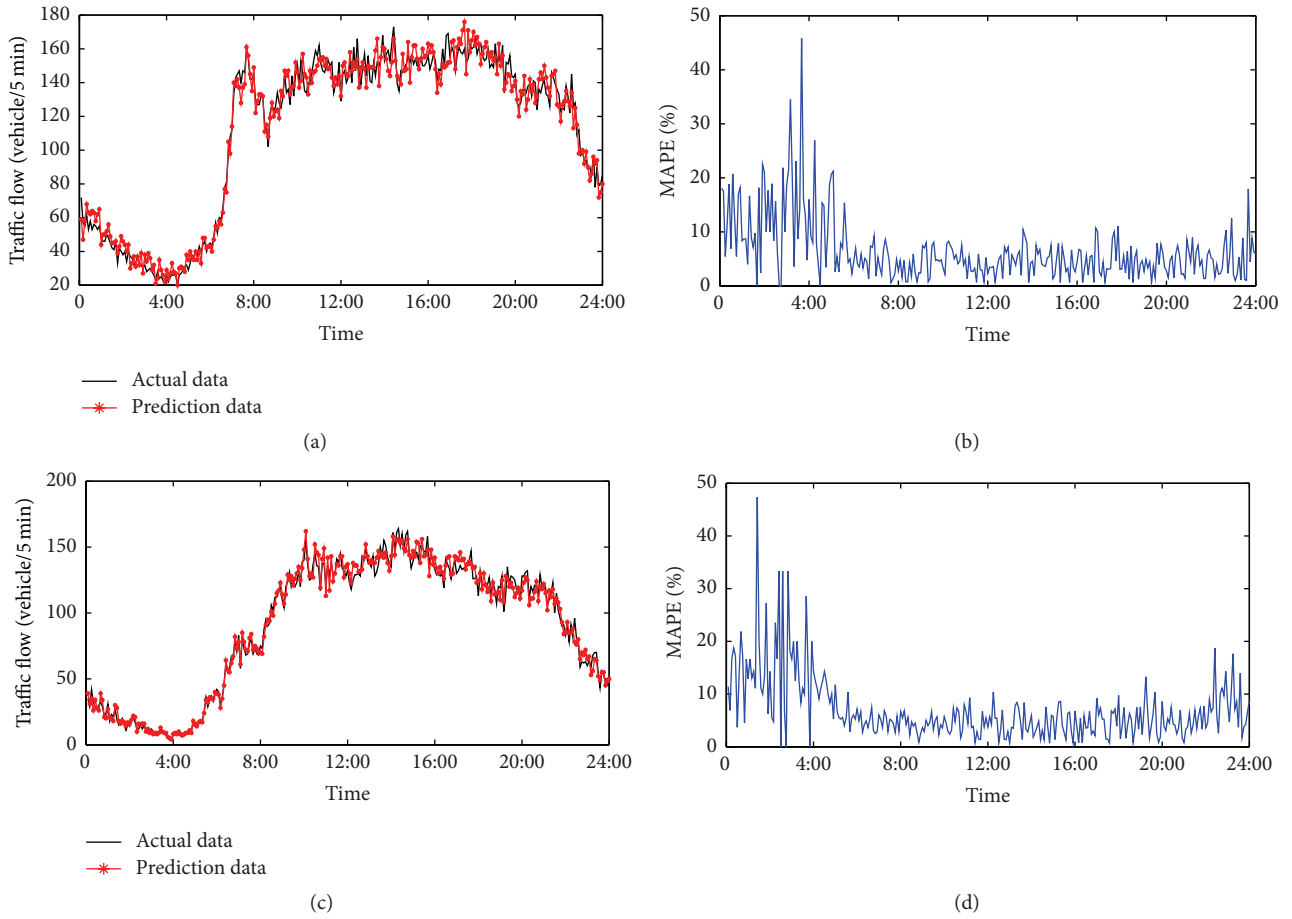 180
160
140
120
100
80
60
40
20
Traffic flow (vehicle/5 min)
0 4:00 8:00 12:00 16:00 20:00 24:00
Time
Actual data
Prediction data
(a)
50
40
30
20
10
0
MAPE (%)
0 4:00 8:00 12:00 16:00 20:00 24:00
Time
(b)
200
150
100
50
0
Traffic flow (vehicle/5 min)
0 4:00 8:00 12:00 16:00 20:00 24:00
Time
Actual data
Prediction data
(c)
50
40
30
20
10
0
MAPE (%)
0 4:00 8:00 12:00 16:00 20:00 24:00
Time
(d)